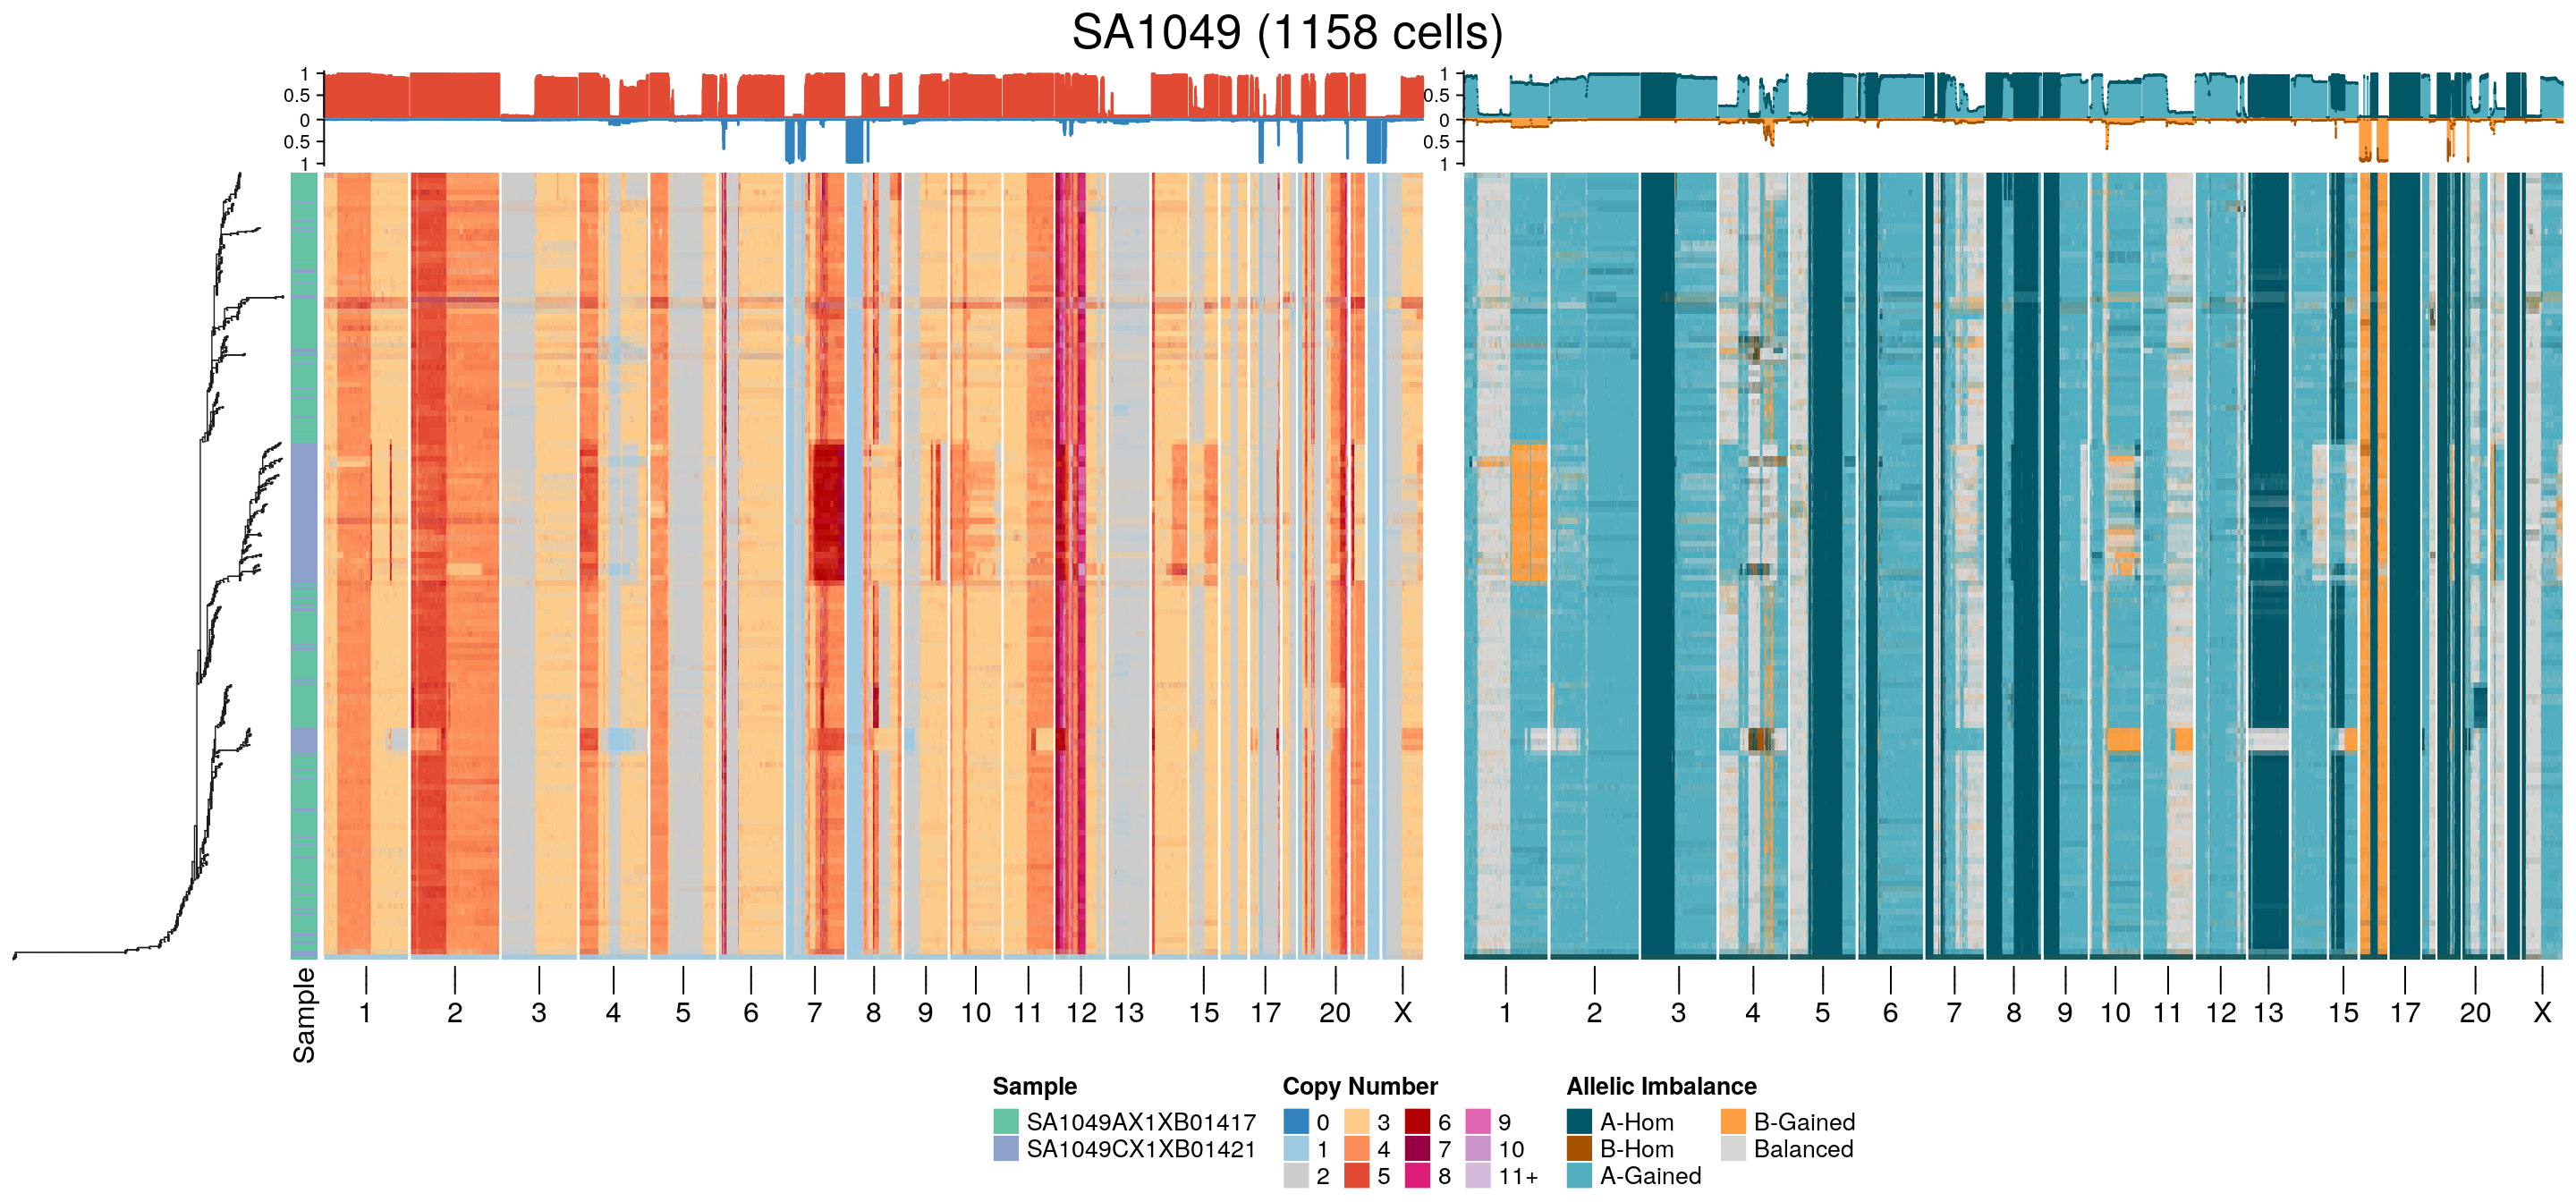 SA1049 (1158 cells)
1
0.5
0
0.5
1
1
0.5
0
0.5
1
Sample
1 2 3 4 5 6 7 8 9 10 11 12 13 15 17 20 X
1 2 3 4 5 6 7 8 9 10 11 12 13 15 17 20 X
Sample
SA1049AX1XB01417
SA1049CX1XB01421
Copy Number
0 3 6 9
1 4 7 10
2 5 8 11+
Allelic Imbalance
A-Hom B-Gained
B-Hom Balanced
A-Gained